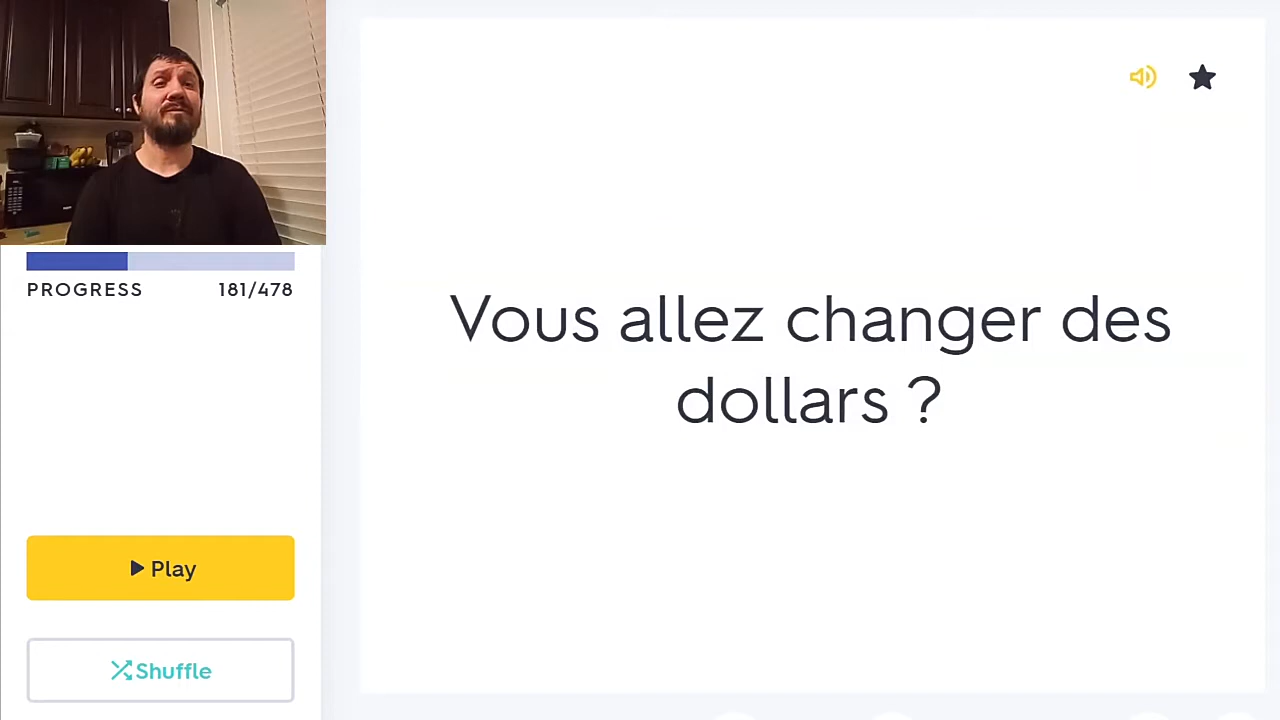 PROGRESS 181/478
Vous allez changer des
dollars ?
Play
Shuffle